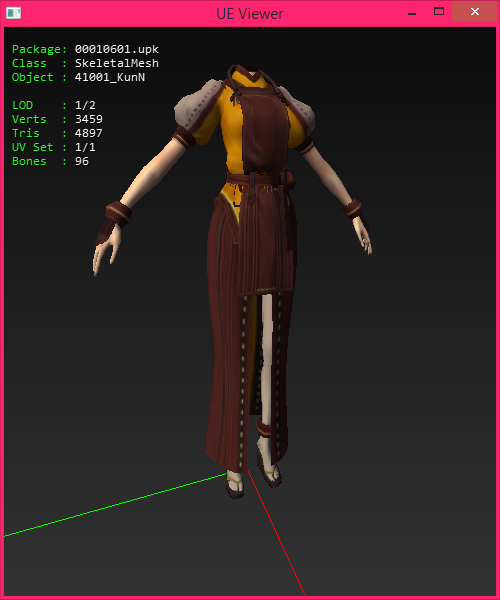 UE Viewer
Package: 00010601.upk
Class : SkeletalMesh
Object : 41001_KunN
LOD : 1/2
Verts : 3459
Tris : 4897
UV Set : 1/1
Bones : 96